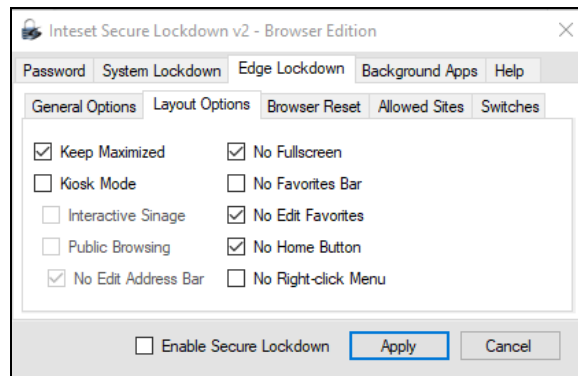 Inteset Secure Lockdown v2 - Browser Edition
Password System Lockdown Edge Lockdown Background Apps Help
General Options Layout Options Browser Reset Allowed Sites Switches
Keep Maximized No Fullscreen
Kiosk Mode No Favorites Bar
Interactive Sinage No Edit Favorites
Public Browsing No Home Button
No Edit Address Bar No Right-click Menu
Enable Secure Lockdown Apply Cancel